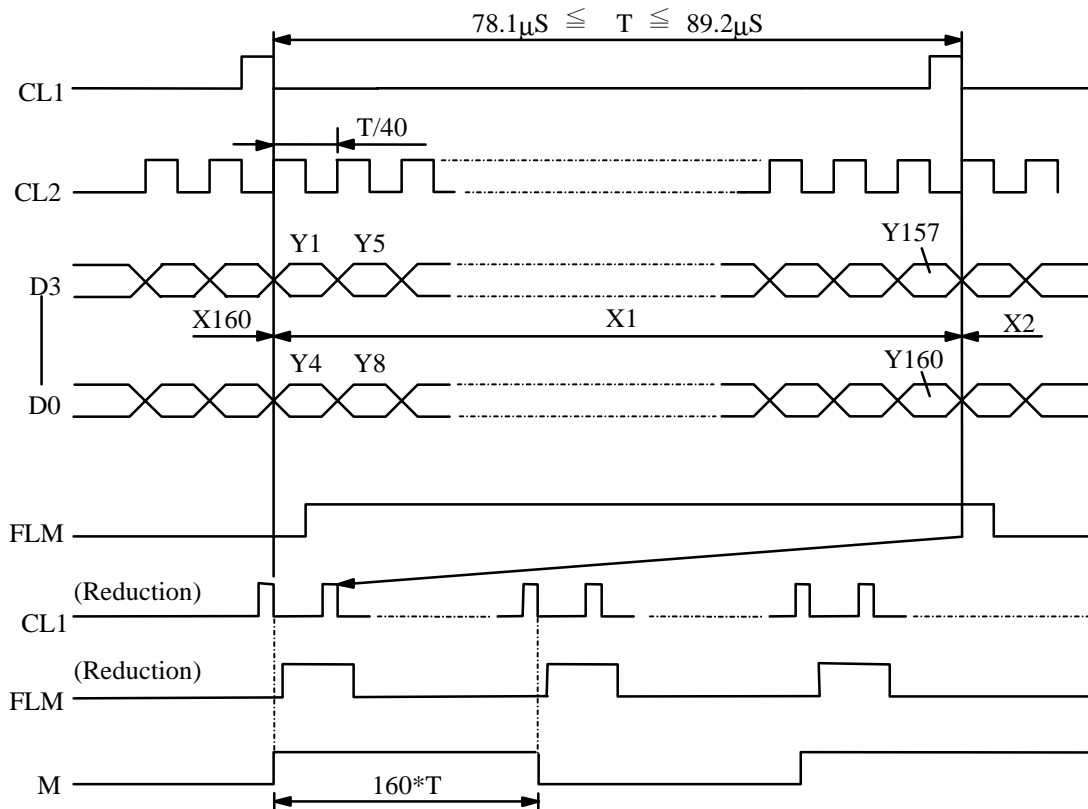 78.1μS ≦ T ≦ 89.2μS
CL1
T/40
CL2
Y1 Y5 Y157
D3
X160 X1 X2
Y4 Y8 Y160
D0
FLM
(Reduction)
CL1
(Reduction)
FLM
M
160*T